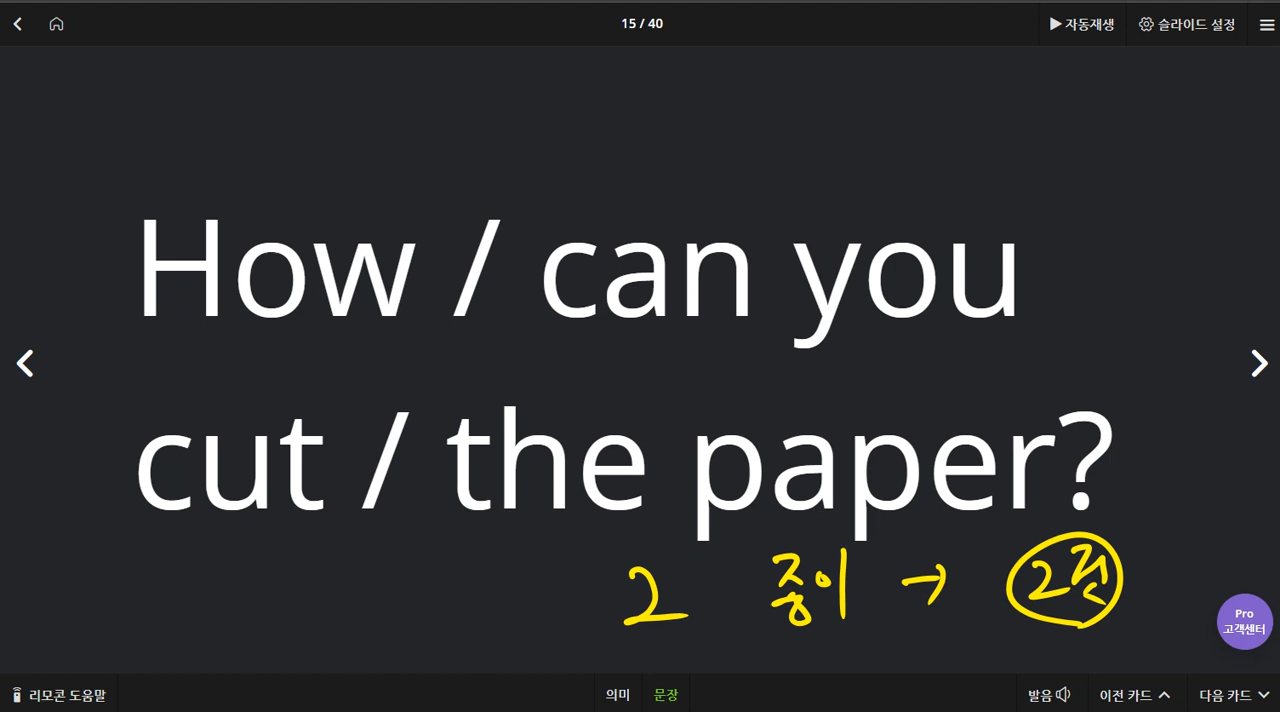 15 / 40
자동재생
슬라이드 설정
How / can you
cut / the paper?
2 종이 → 2것
Pro
고객센터
리모콘 도움말
의미
문장
발음
이전 카드
다음 카드